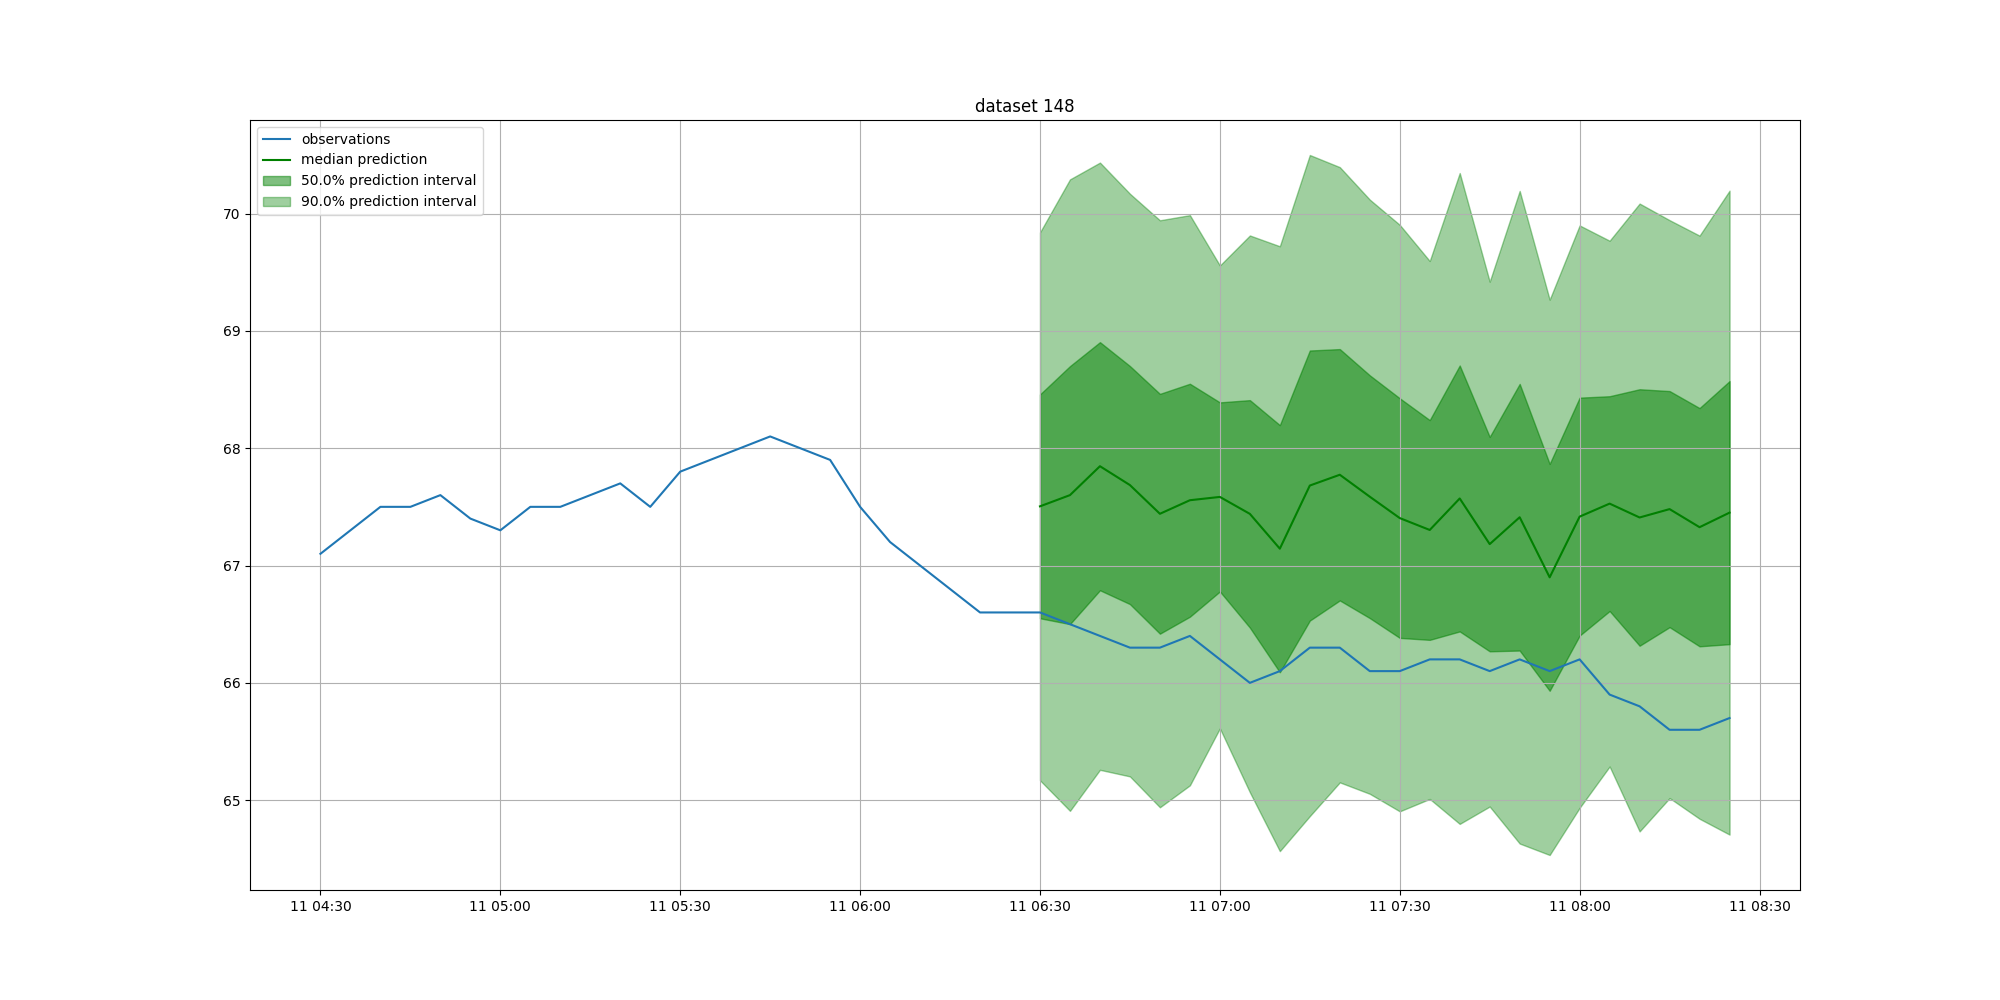 dataset 148
observations
median prediction
50.0% prediction interval
90.0% prediction interval
70
69
68
67
66
65
11 04:30 11 05:00 11 05:30 11 06:00 11 06:30 11 07:00 11 07:30 11 08:00 11 08:30